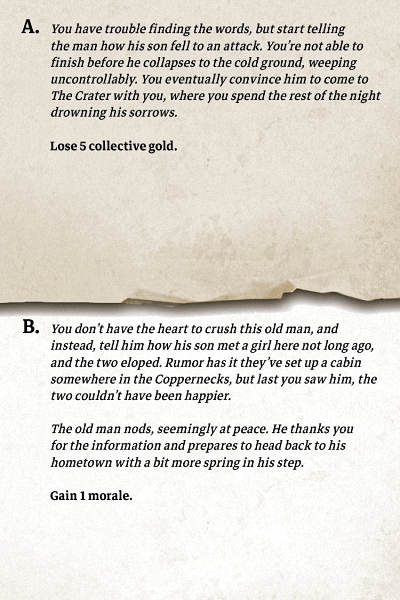 A. You have trouble finding the words, but start telling
the man how his son fell to an attack. You're not able to
finish before he collapses to the cold ground, weeping
uncontrollably. You eventually convince him to come to
The Crater with you, where you spend the rest of the night
drowning his sorrows.
Lose 5 collective gold.
B. You don't have the heart to crush this old man, and
instead, tell him how his son met a girl here not long ago,
and the two eloped. Rumor has it they've set up a cabin
somewhere in the Coppernecks, but last you saw him, the
two couldn't have been happier.
The old man nods, seemingly at peace. He thanks you
for the information and prepares to head back to his
hometown with a bit more spring in his step.
Gain 1 morale.